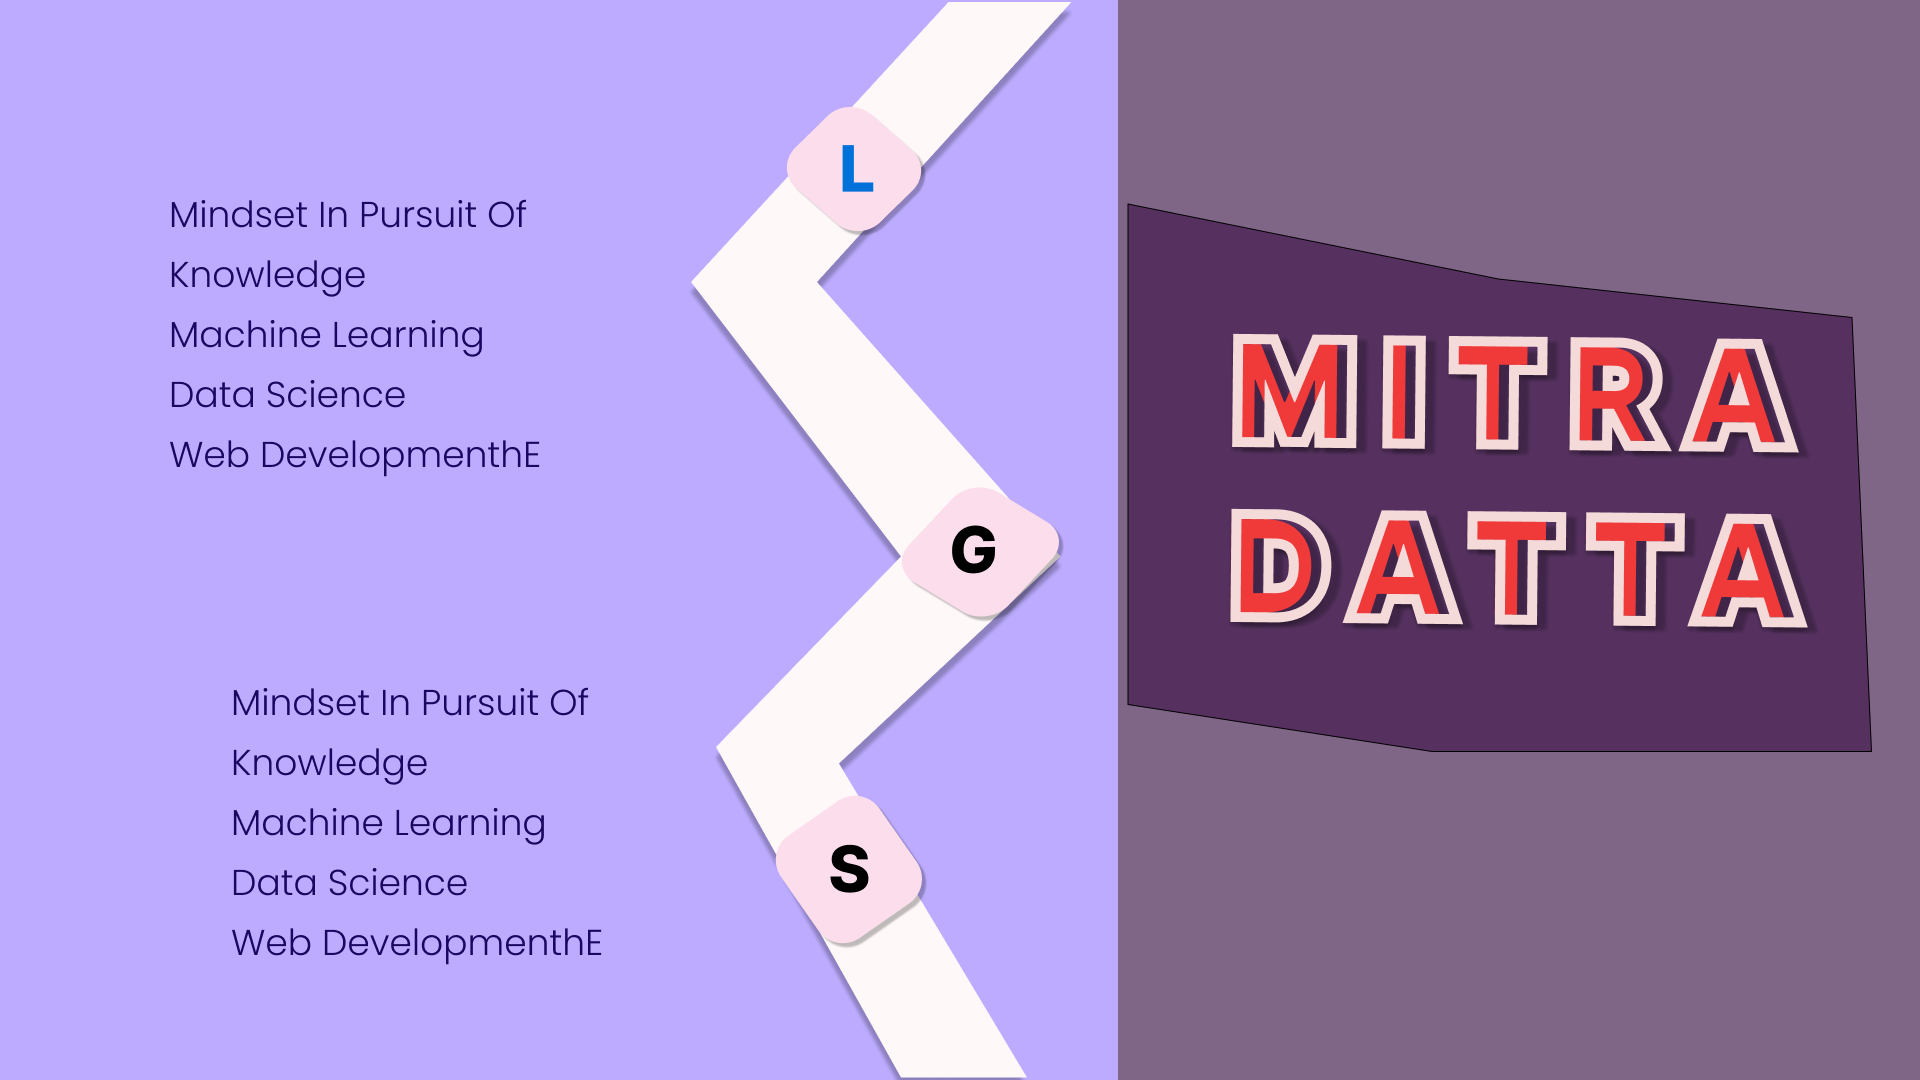 L
Mindset In Pursuit Of
Knowledge
Machine Learning
Data Science
Web DevelopmenthE
G
Mindset In Pursuit Of
Knowledge
Machine Learning
Data Science
Web DevelopmenthE
S
MITRA
DATTA